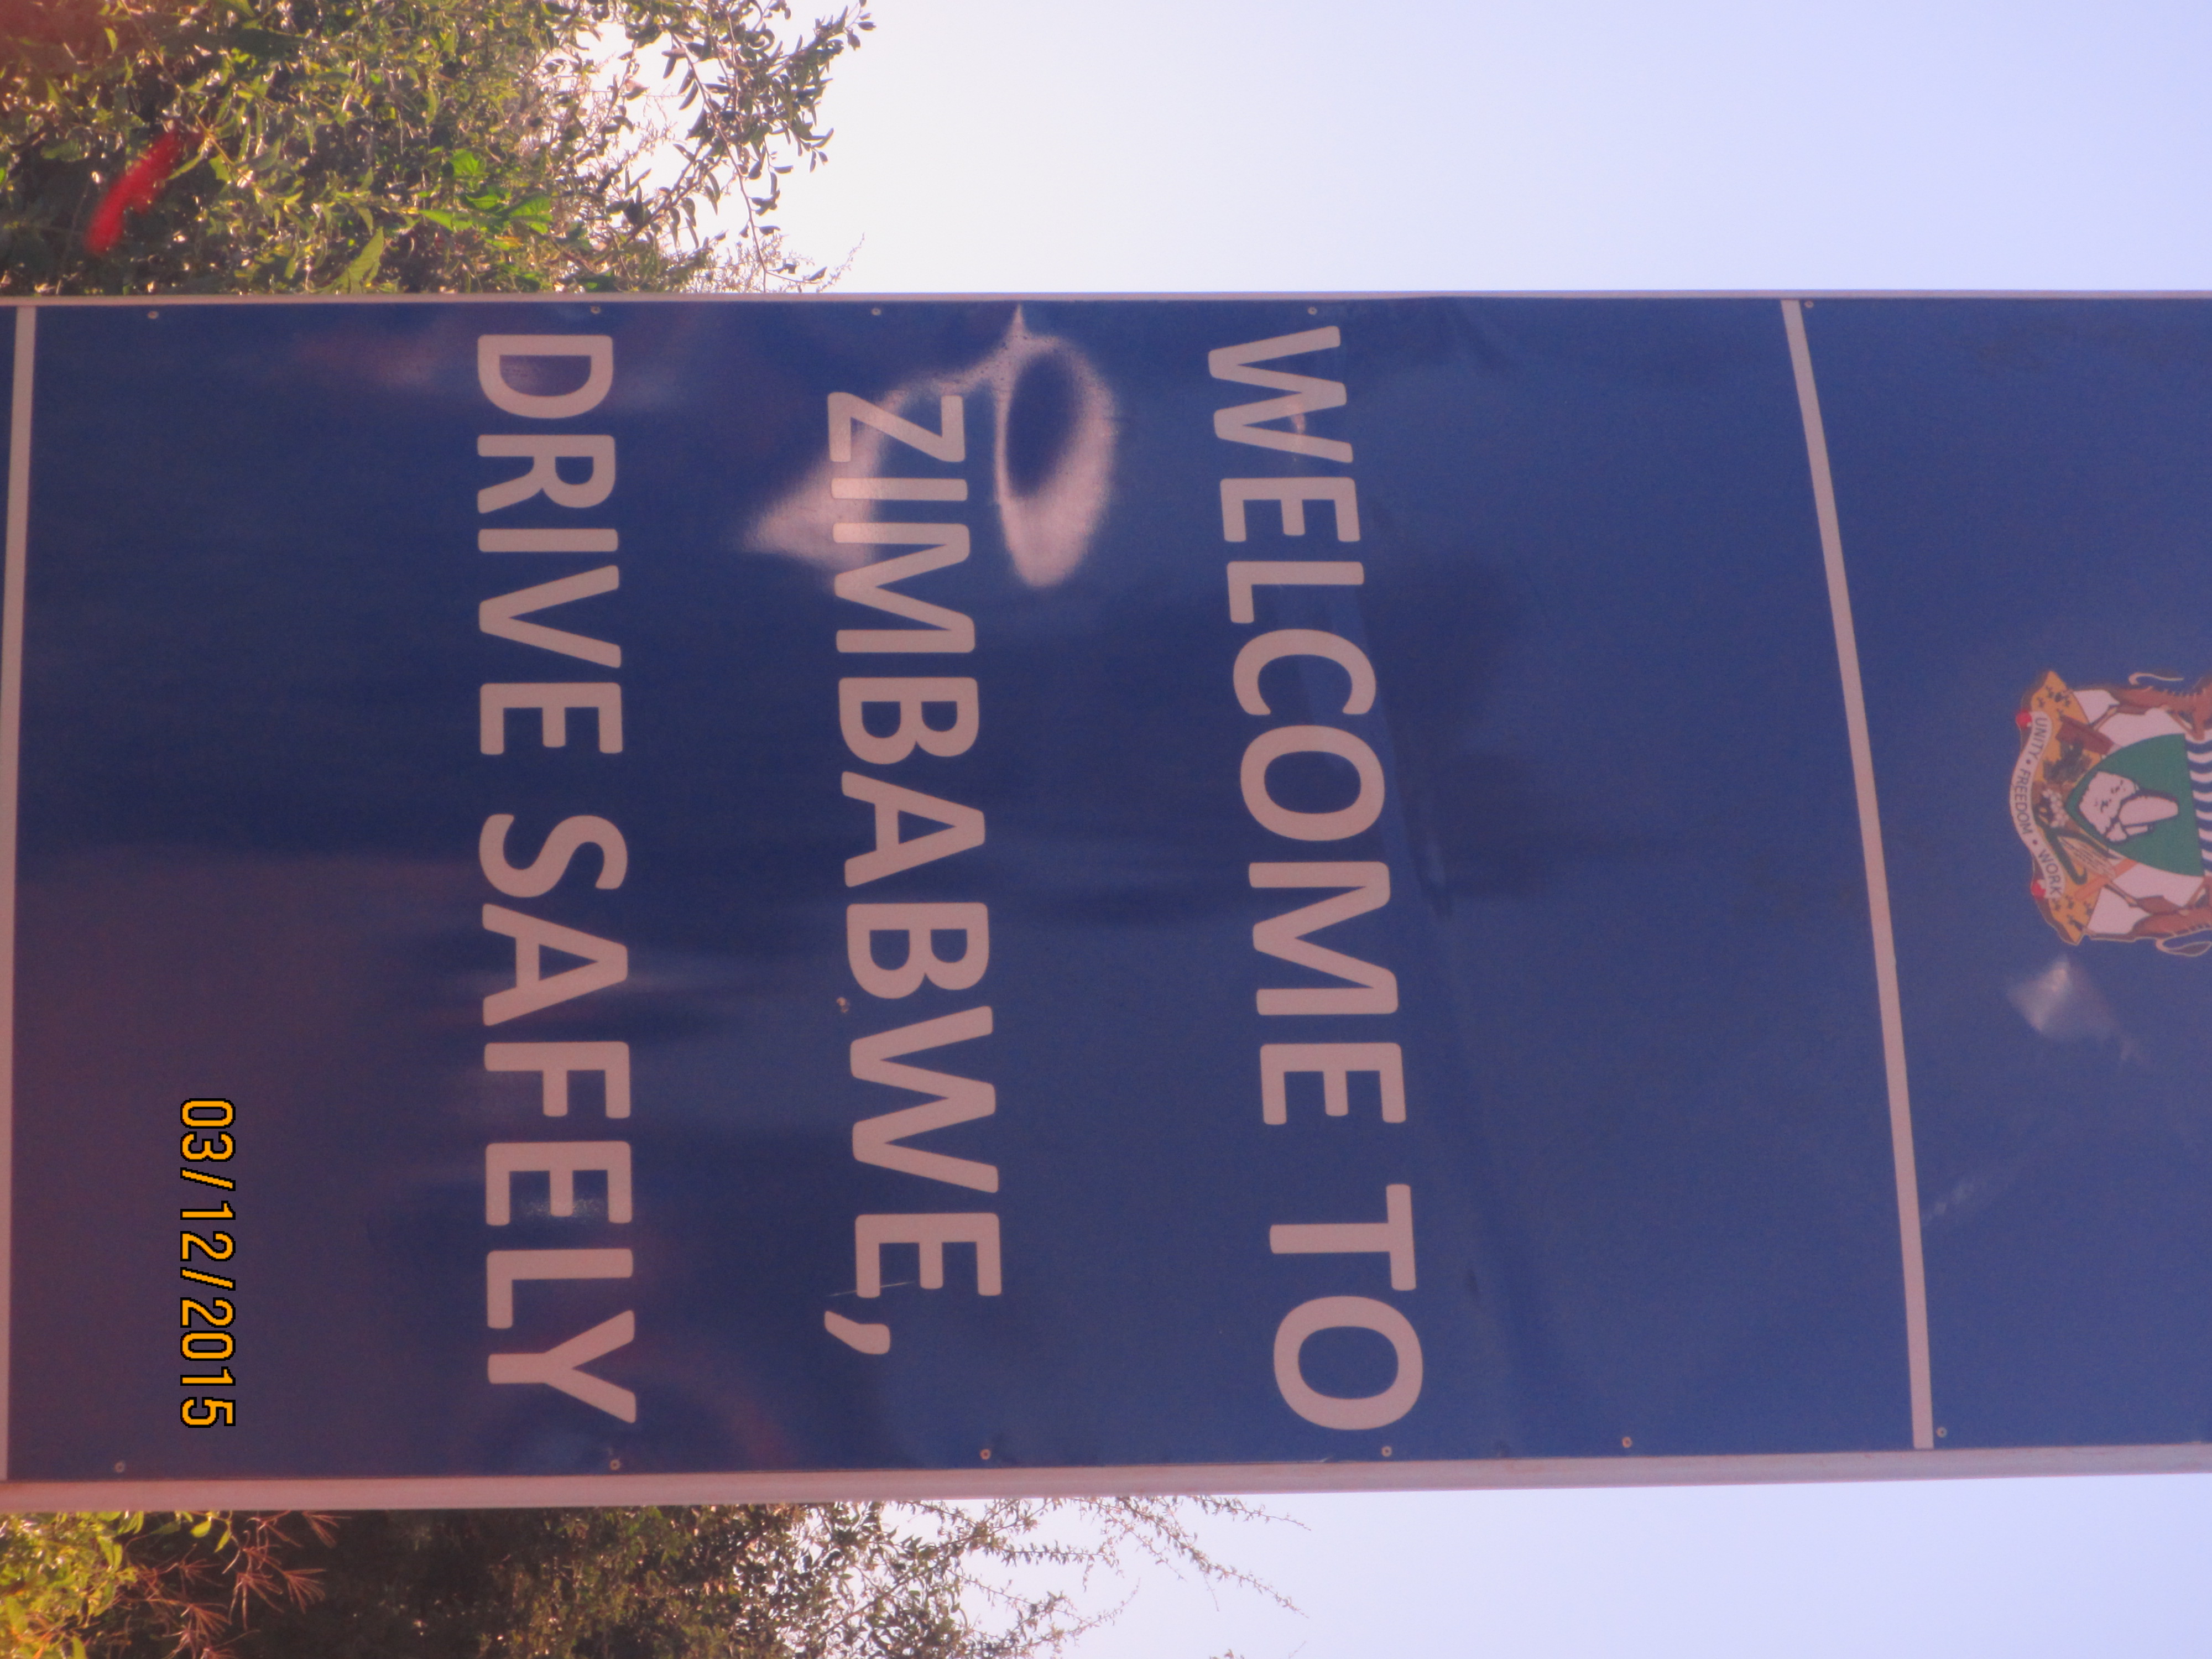 UNITY • FREEDOM • WORK
WELCOME TO
ZIMBABWE,
DRIVE SAFELY
03/12/2015